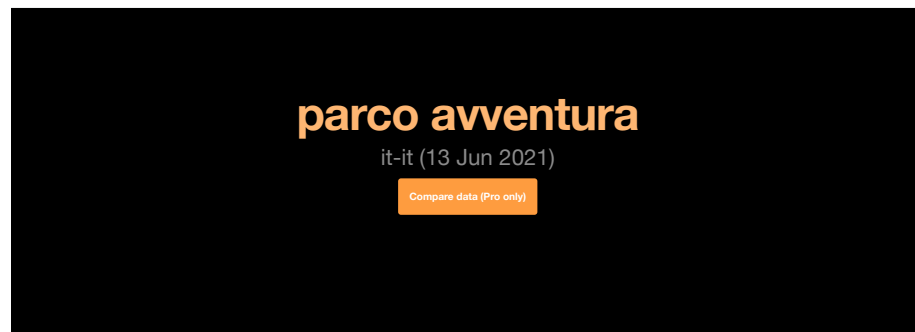 parco avventura
it-it (13 Jun 2021)
Compare data (Pro only)